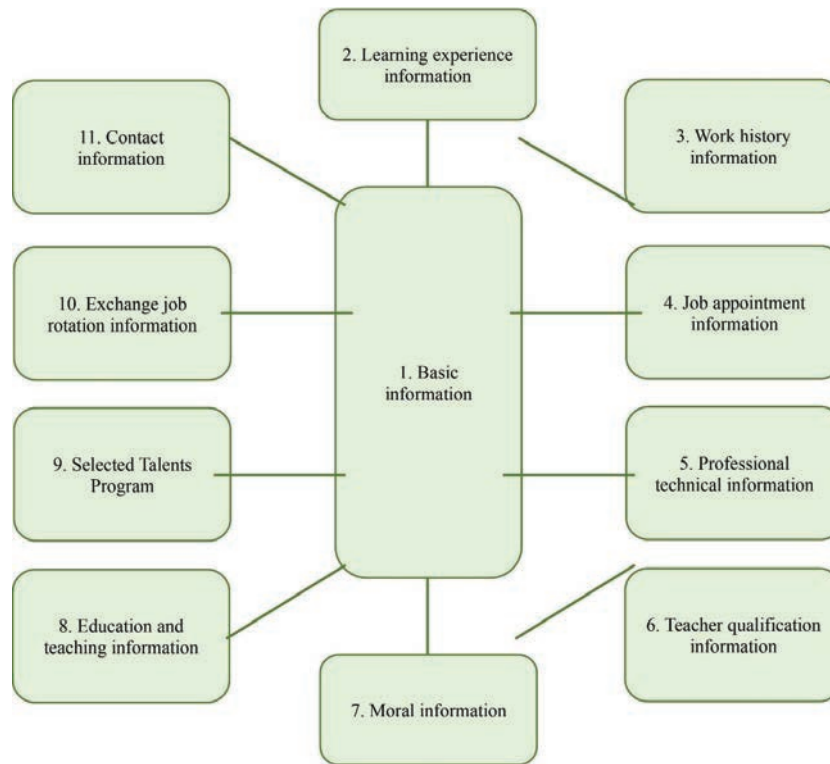 2. Learning experience
information
11. Contact
information
3. Work history
information
10. Exchange job
rotation information
4. Job appointment
information
1. Basic
information
9. Selected Talents
Program
5. Professional
technical information
8. Education and
teaching information
6. Teacher qualification
information
7. Moral information